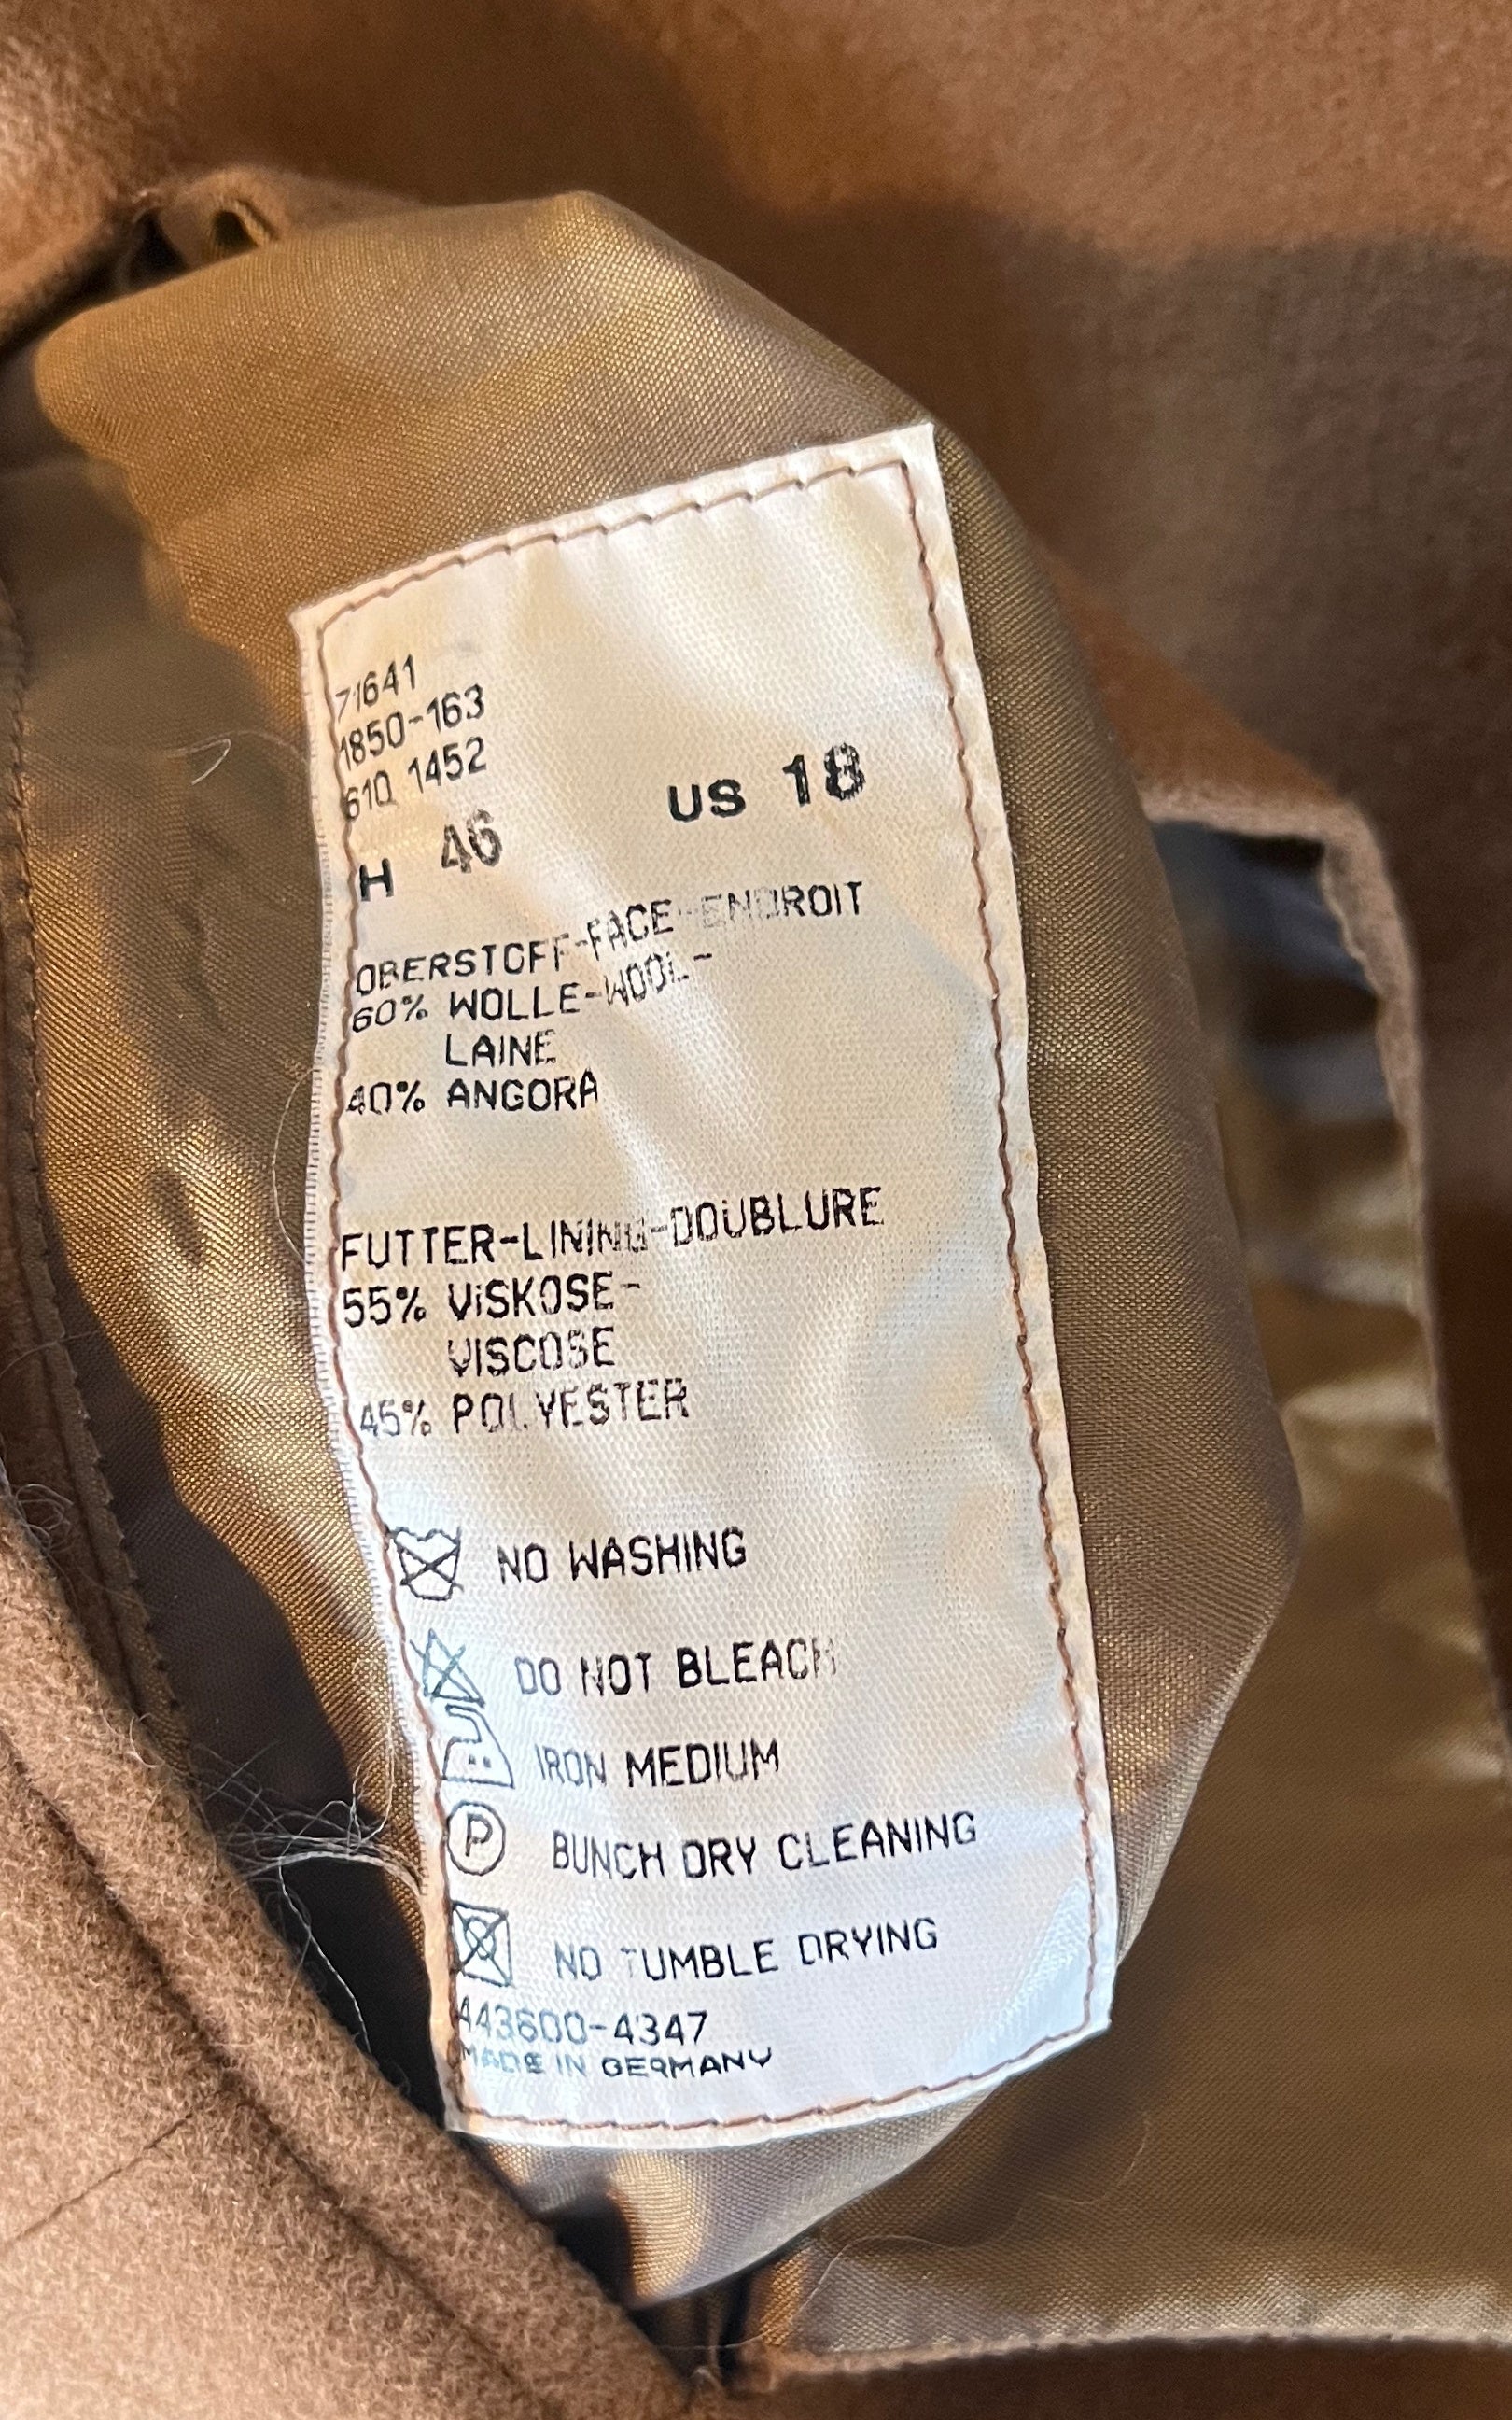 71641
1850-163
610 1452
H 46 US 18
OBERSTOFF-FACE-ENDROIT
60% WOLLE-WOOL-
LAINE
40% ANGORA
FUTTER-LINING-DOUBLURE
55% VISKOSE-
VISCOSE
45% POLYESTER
NO WASHING
DO NOT BLEACH
IRON MEDIUM
P BUNCH DRY CLEANING
NO TUMBLE DRYING
443600-4347
MADE IN GERMANY